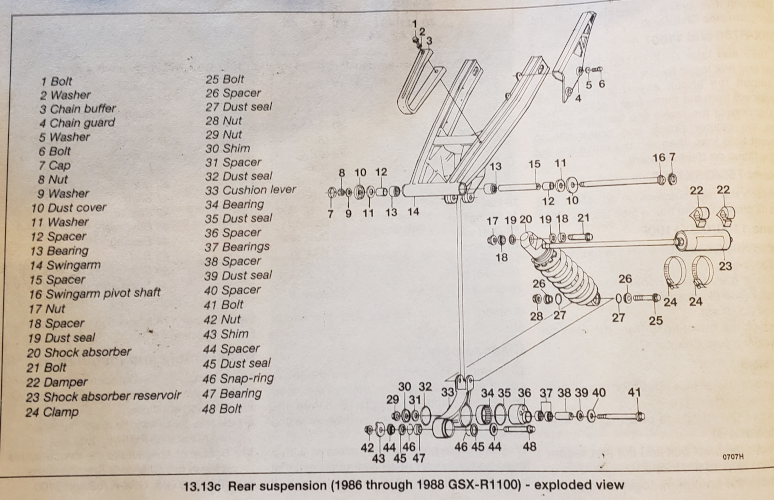 1 Bolt
2 Washer
3 Chain buffer
4 Chain guard
5 Washer
6 Bolt
7 Cap
8 Nut
9 Washer
10 Dust cover
11 Washer
12 Spacer
13 Bearing
14 Swingarm
15 Spacer
16 Swingarm pivot shaft
17 Nut
18 Spacer
19 Dust seal
20 Shock absorber
21 Bolt
22 Damper
23 Shock absorber reservoir
24 Clamp
25 Bolt
26 Spacer
27 Dust seal
28 Nut
29 Nut
30 Shim
31 Spacer
32 Dust seal
33 Cushion lever
34 Bearing
35 Dust seal
36 Spacer
37 Bearings
38 Spacer
39 Dust seal
40 Spacer
41 Bolt
42 Nut
43 Shim
44 Spacer
45 Dust seal
46 Snap-ring
47 Bearing
48 Bolt
1
2
3
4 5 6
8 10 12
13 15 11 16 7
7 9 11 13 14
12 10
22 22
17 19 20 19 18 21
18
23
26 26
24 24
28 27 27 25
30 32 33 34 35 36 37 38 39 40 41
29 31
42 44 46
43 45 47
46 45 44 48
0707H
13.13c Rear suspension (1986 through 1988 GSX-R1100) - exploded view